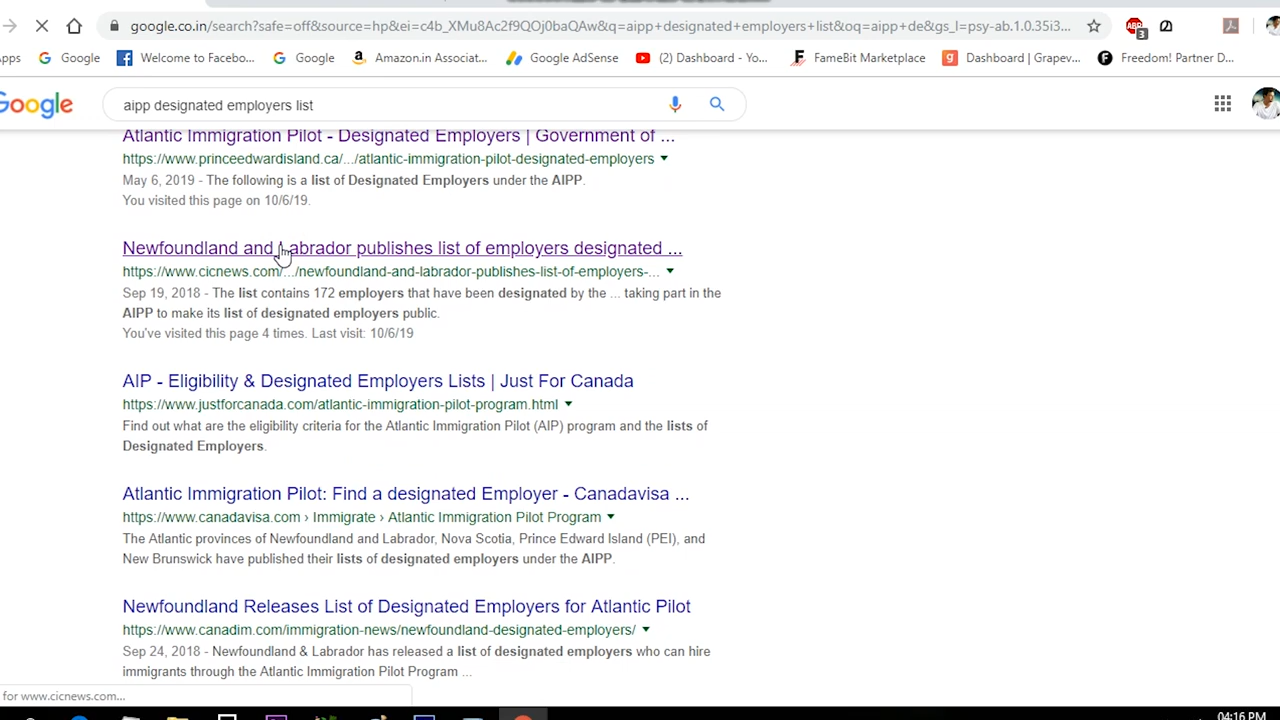 google.co.in/search?safe=off&source=hp&ei=c4b_XMu8Ac2f9QOj0baQAw&q=aipp+designated+employers+list&oq=aipp+de&gs_l=psy-ab.1.0.35i3...
3
pps Google Welcome to Facebo... Google Amazon.in Associat... Google AdSense (2) Dashboard - Yo... FameBit Marketplace Dashboard | Grapev... Freedom! Partner D...
Google
aipp designated employers list
Atlantic Immigration Pilot - Designated Employers | Government of ...
https://www.princeedwardisland.ca/.../atlantic-immigration-pilot-designated-employers
May 6, 2019 - The following is a list of Designated Employers under the AIPP.
You visited this page on 10/6/19.
Newfoundland and Labrador publishes list of employers designated ...
https://www.cicnews.com/.../newfoundland-and-labrador-publishes-list-of-employers-...
Sep 19, 2018 - The list contains 172 employers that have been designated by the ... taking part in the
AIPP to make its list of designated employers public.
You've visited this page 4 times. Last visit: 10/6/19
AIP - Eligibility & Designated Employers Lists | Just For Canada
https://www.justforcanada.com/atlantic-immigration-pilot-program.html
Find out what are the eligibility criteria for the Atlantic Immigration Pilot (AIP) program and the lists of
Designated Employers.
Atlantic Immigration Pilot: Find a designated Employer - Canadavisa ...
https://www.canadavisa.com › Immigrate › Atlantic Immigration Pilot Program
The Atlantic provinces of Newfoundland and Labrador, Nova Scotia, Prince Edward Island (PEI), and
New Brunswick have published their lists of designated employers under the AIPP.
Newfoundland Releases List of Designated Employers for Atlantic Pilot
https://www.canadim.com/immigration-news/newfoundland-designated-employers/
Sep 24, 2018 - Newfoundland & Labrador has released a list of designated employers who can hire
immigrants through the Atlantic Immigration Pilot Program ...
for www.cicnews.com...
04:16 PM